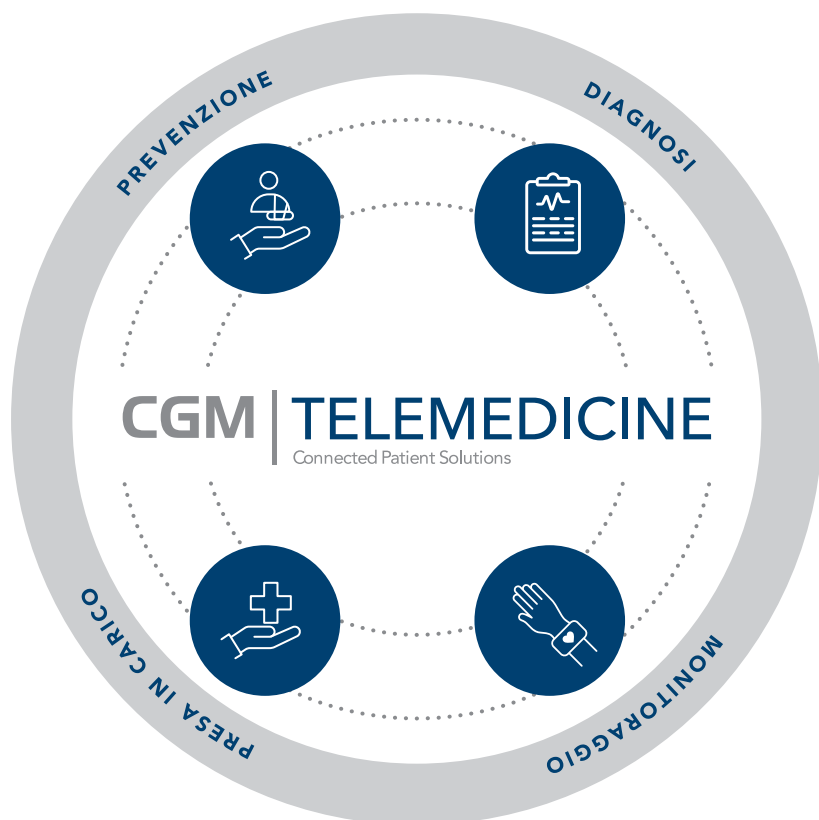 PREVENZIONE
DIAGNOSI
CGM | TELEMEDICINE
Connected Patient Solutions
PRESA IN CARICO
MONITORAGGIO